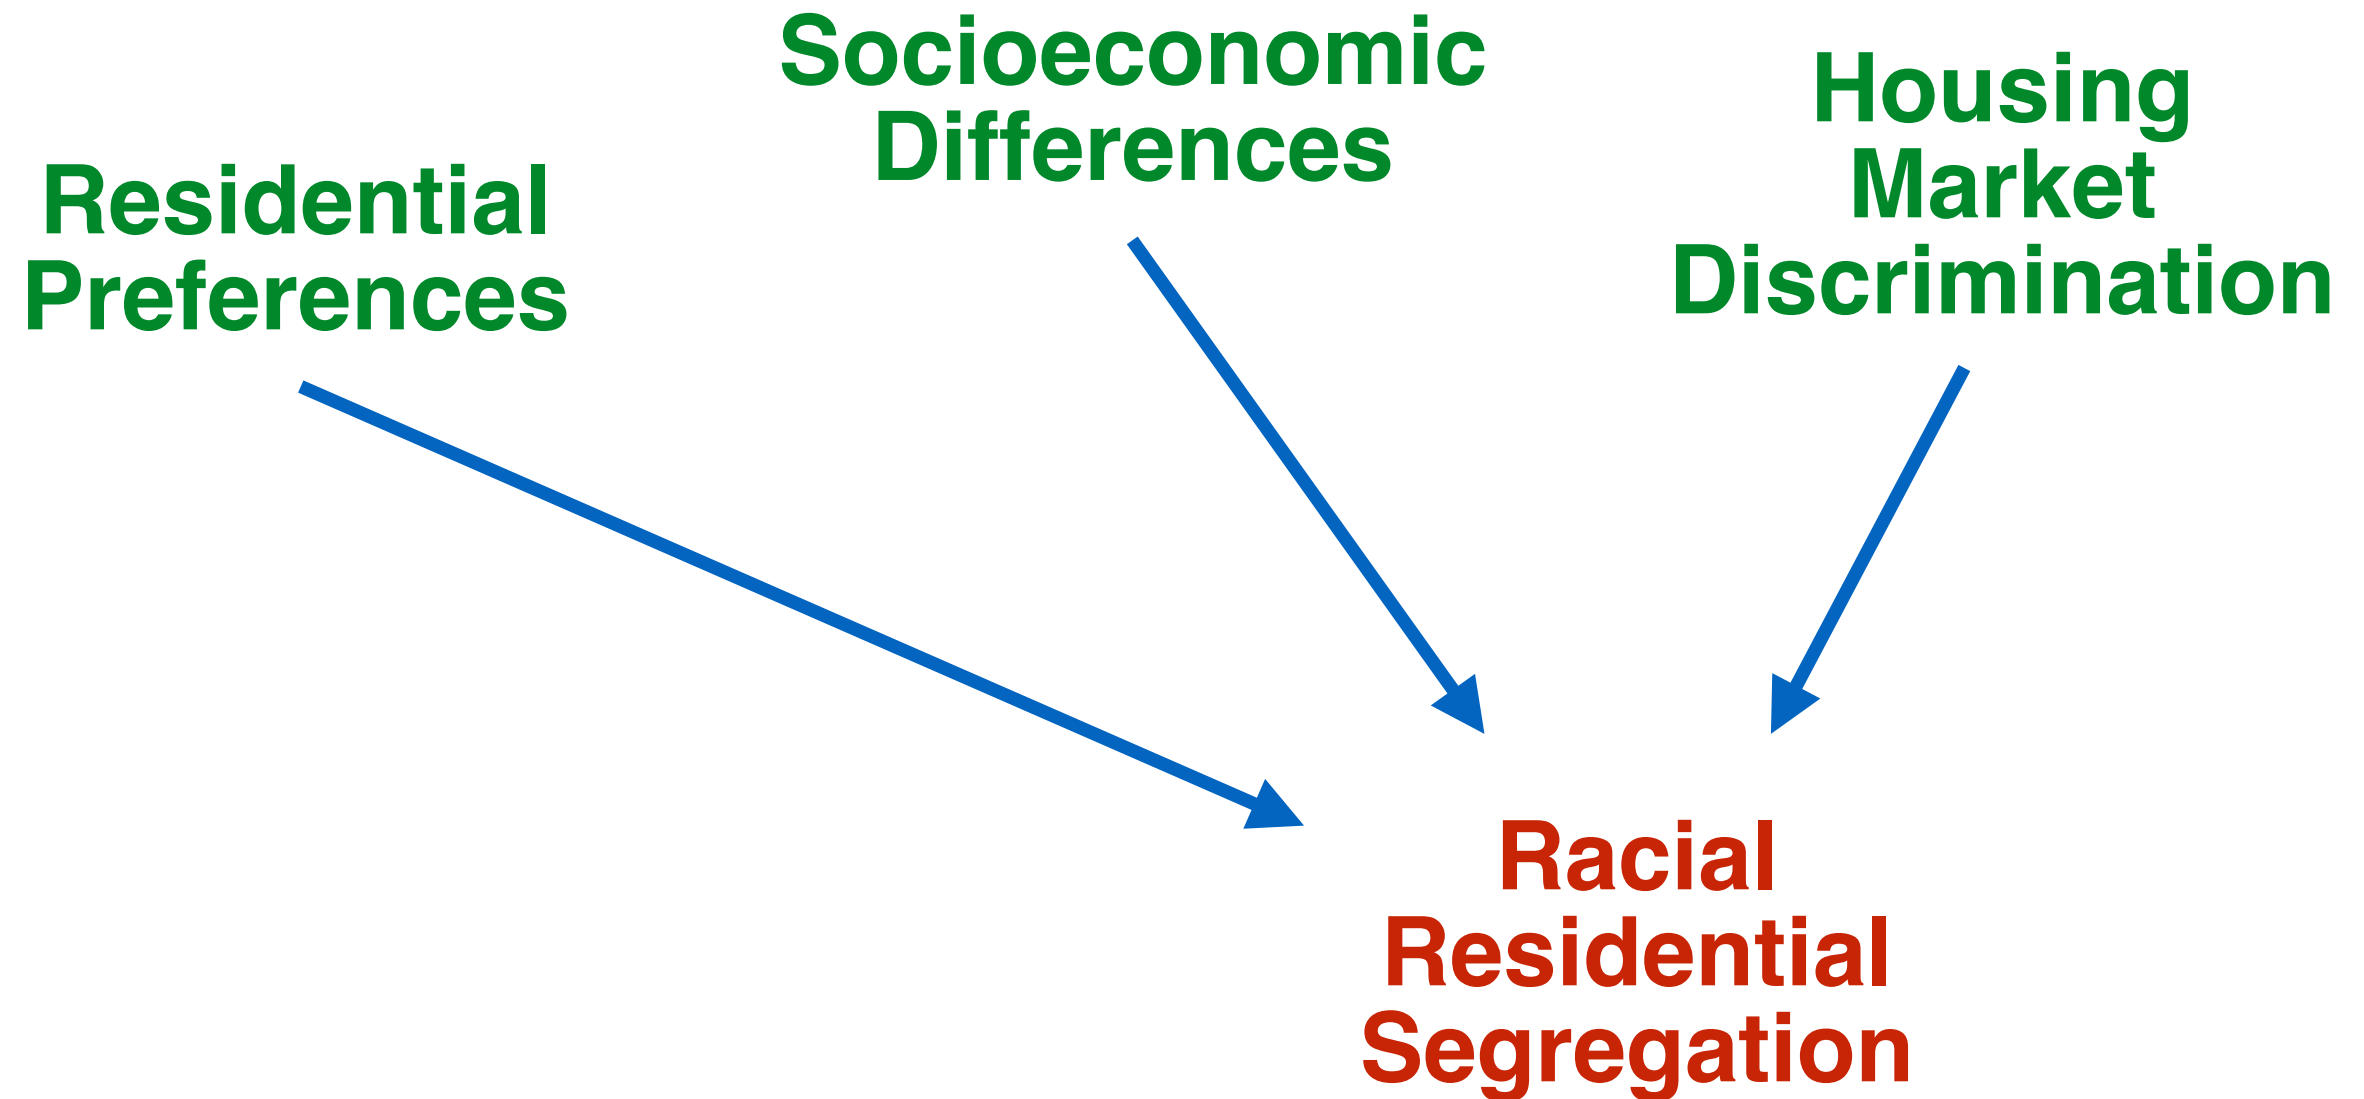 Residential
Preferences
Socioeconomic
Differences
Housing
Market
Discrimination
Racial
Residential
Segregation